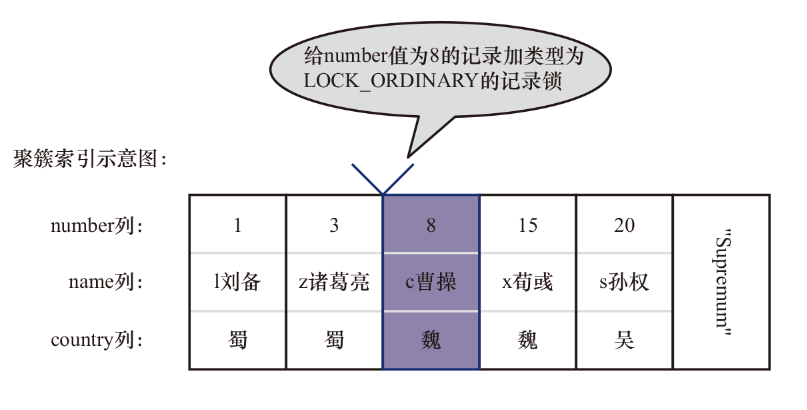 给number值为8的记录加类型为
LOCK_ORDINARY的记录锁
聚簇索引示意图：
number列： 1 3 8 15 20 "Supremum"
name列： l刘备 z诸葛亮 c曹操 x荀彧 s孙权
country列： 蜀 蜀 魏 魏 吴